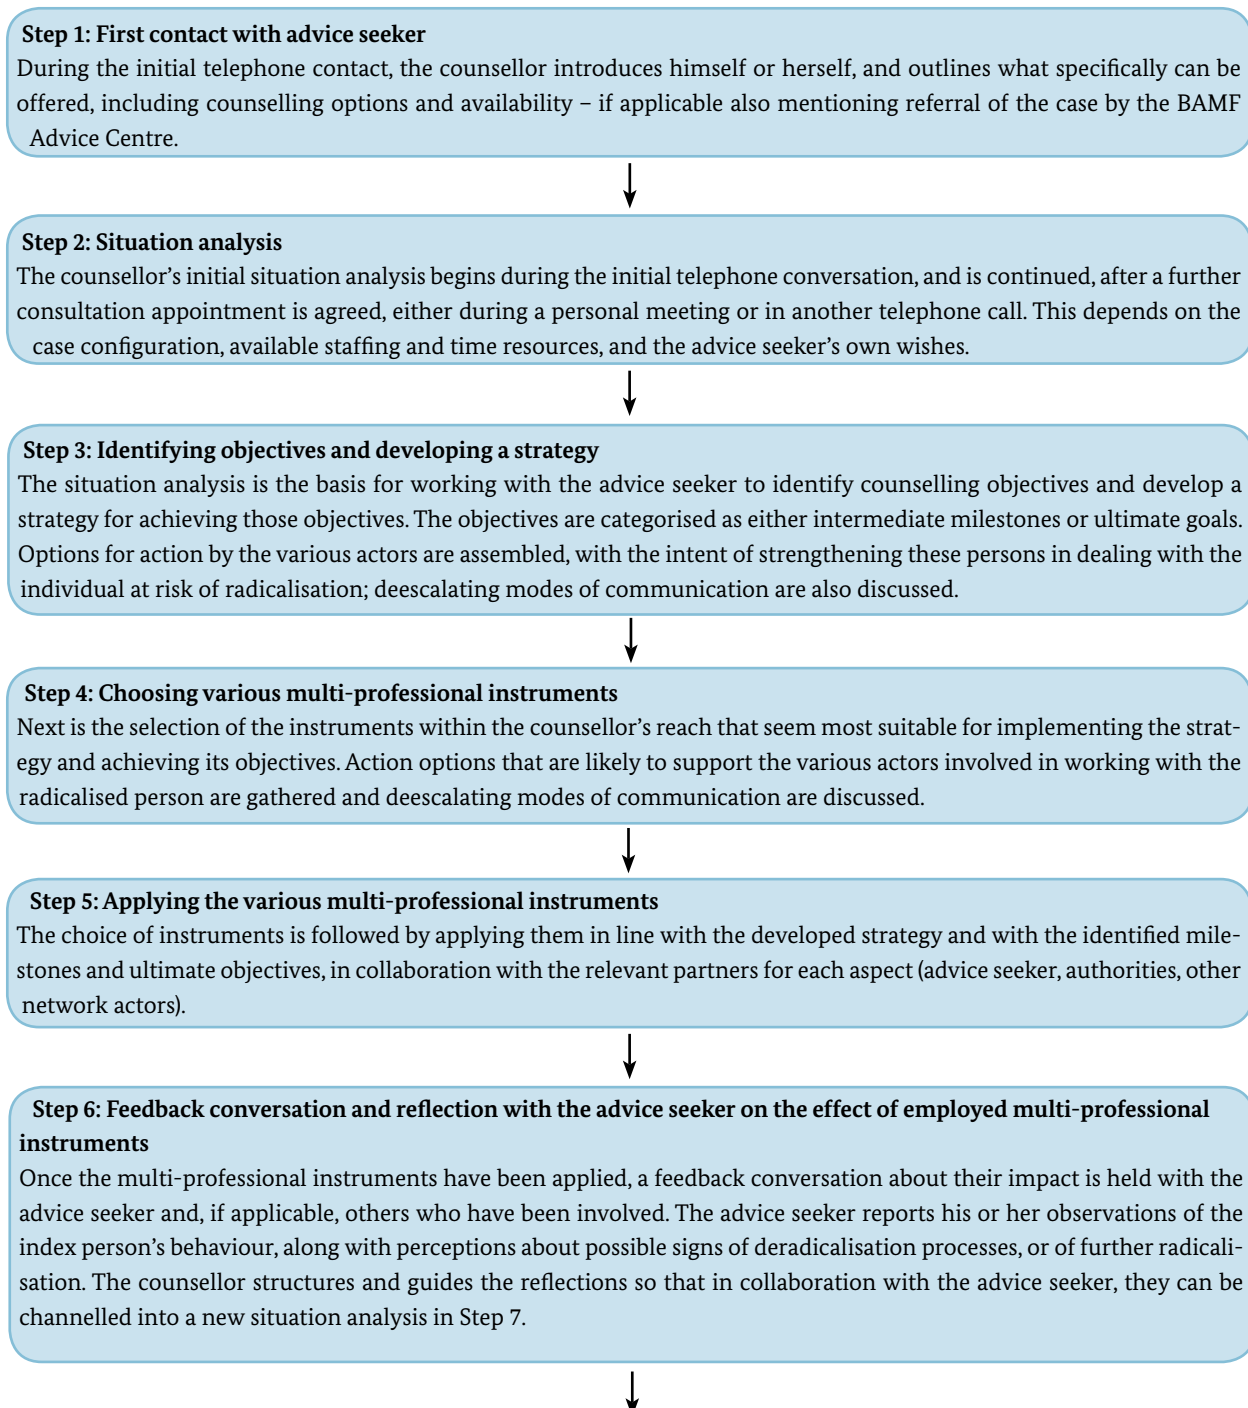 Step 1: First contact with advice seeker
During the initial telephone contact, the counsellor introduces himself or herself, and outlines what specifically can be
offered, including counselling options and availability – if applicable also mentioning referral of the case by the BAMF
Advice Centre.
Step 2: Situation analysis
The counsellor’s initial situation analysis begins during the initial telephone conversation, and is continued, after a further
consultation appointment is agreed, either during a personal meeting or in another telephone call. This depends on the
case configuration, available staffing and time resources, and the advice seeker’s own wishes.
Step 3: Identifying objectives and developing a strategy
The situation analysis is the basis for working with the advice seeker to identify counselling objectives and develop a
strategy for achieving those objectives. The objectives are categorised as either intermediate milestones or ultimate goals.
Options for action by the various actors are assembled, with the intent of strengthening these persons in dealing with the
individual at risk of radicalisation; deescalating modes of communication are also discussed.
Step 4: Choosing various multi-professional instruments
Next is the selection of the instruments within the counsellor’s reach that seem most suitable for implementing the strat-
egy and achieving its objectives. Action options that are likely to support the various actors involved in working with the
radicalised person are gathered and deescalating modes of communication are discussed.
Step 5: Applying the various multi-professional instruments
The choice of instruments is followed by applying them in line with the developed strategy and with the identified mile-
stones and ultimate objectives, in collaboration with the relevant partners for each aspect (advice seeker, authorities, other
network actors).
Step 6: Feedback conversation and reflection with the advice seeker on the effect of employed multi-professional
instruments
Once the multi-professional instruments have been applied, a feedback conversation about their impact is held with the
advice seeker and, if applicable, others who have been involved. The advice seeker reports his or her observations of the
index person’s behaviour, along with perceptions about possible signs of deradicalisation processes, or of further radicali-
sation. The counsellor structures and guides the reflections so that in collaboration with the advice seeker, they can be
channelled into a new situation analysis in Step 7.